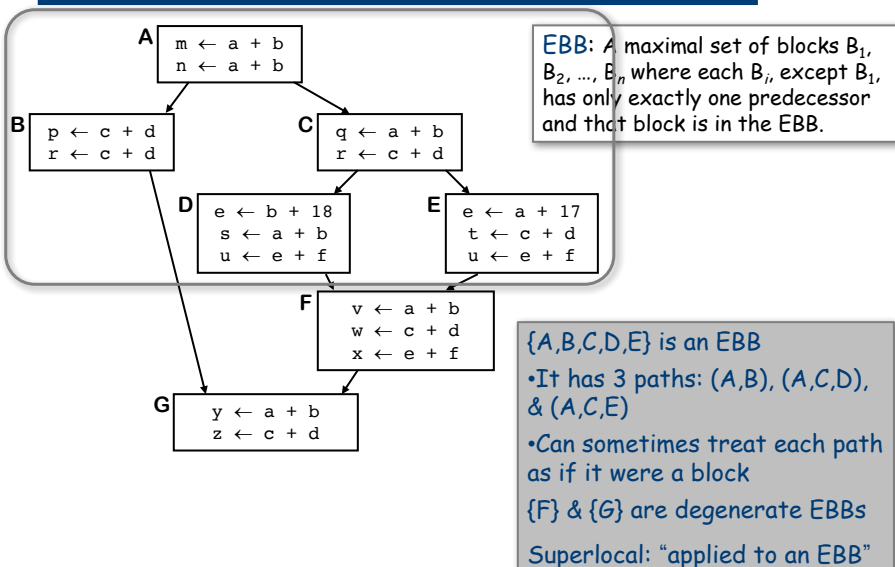 A
m ← a + b
n ← a + b
EBB: A maximal set of blocks B₁,
B₂, …, Bₙ where each Bᵢ, except B₁,
has only exactly one predecessor
and that block is in the EBB.
B
p ← c + d
r ← c + d
C
q ← a + b
r ← c + d
D
e ← b + 18
s ← a + b
u ← e + f
E
e ← a + 17
t ← c + d
u ← e + f
F
v ← a + b
w ← c + d
x ← e + f
G
y ← a + b
z ← c + d
{A,B,C,D,E} is an EBB
•It has 3 paths: (A,B), (A,C,D),
& (A,C,E)
•Can sometimes treat each path
as if it were a block
{F} & {G} are degenerate EBBs
Superlocal: “applied to an EBB”